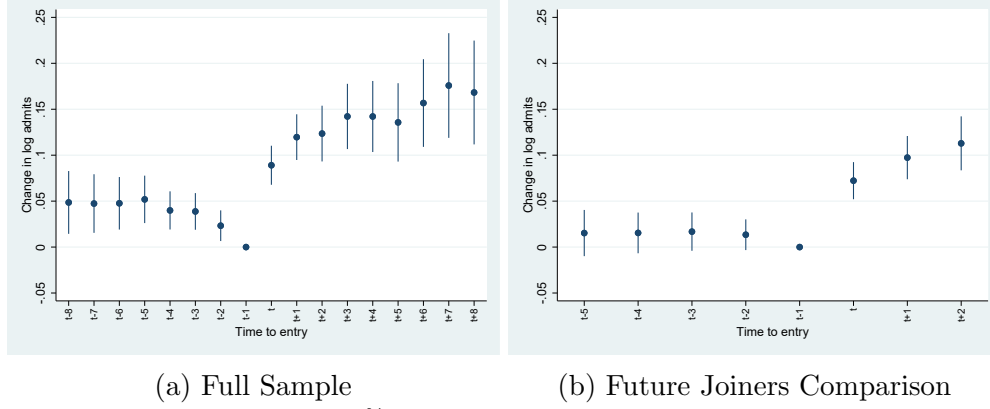 Change in log admits
.25
.2
.15
.1
.05
0
-.05
t-8 t-7 t-6 t-5 t-4 t-3 t-2 t-1 t t+1 t+2 t+3 t+4 t+5 t+6 t+7 t+8
Time to entry
(a) Full Sample
Change in log admits
.25
.2
.15
.1
.05
0
-.05
t-5 t-4 t-3 t-2 t-1 t t+1 t+2
Time to entry
(b) Future Joiners Comparison